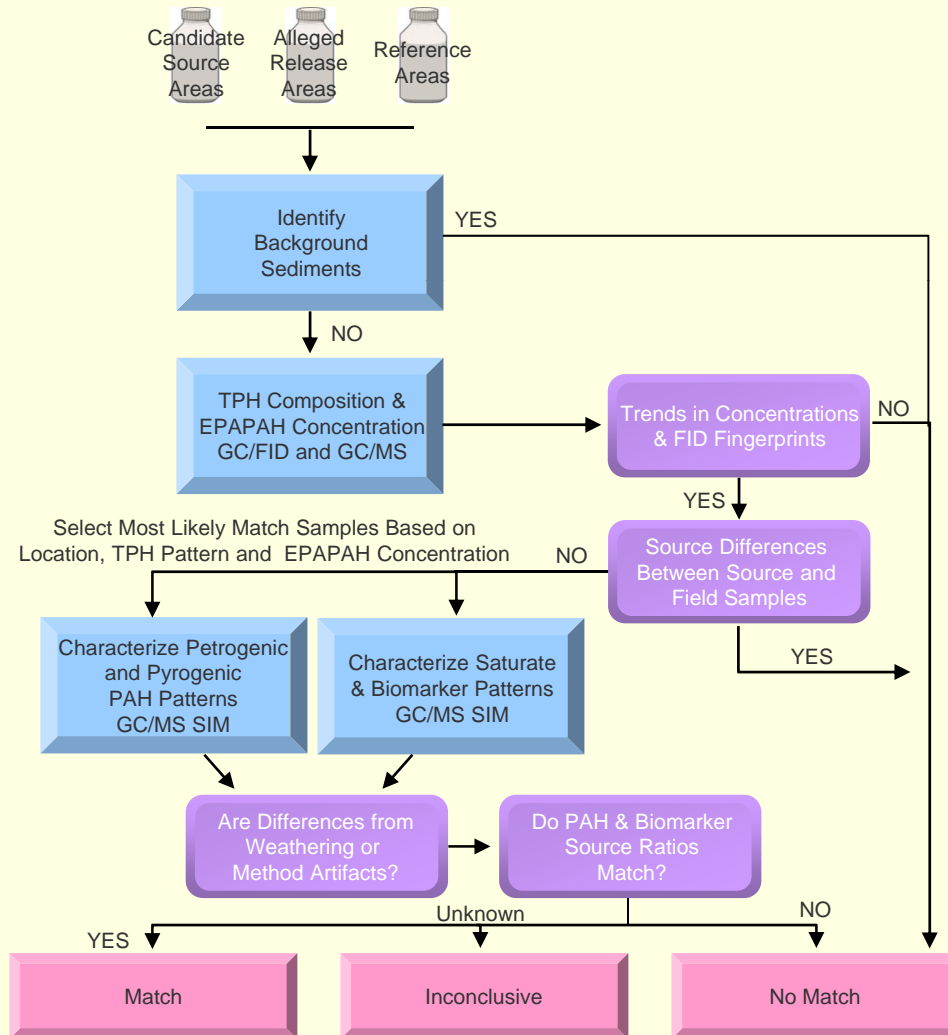 Candidate
Source
Areas
Alleged
Release
Areas
Reference
Areas
Identify
Background
Sediments
YES
NO
TPH Composition &
EPAPAH Concentration
GC/FID and GC/MS
Trends in Concentrations
& FID Fingerprints
NO
YES
Select Most Likely Match Samples Based on
Location, TPH Pattern and EPAPAH Concentration
NO
Source Differences
Between Source and
Field Samples
YES
Characterize Petrogenic
and Pyrogenic
PAH Patterns
GC/MS SIM
Characterize Saturate
& Biomarker Patterns
GC/MS SIM
Are Differences from
Weathering or
Method Artifacts?
Do PAH & Biomarker
Source Ratios
Match?
YES
Unknown
NO
Match
Inconclusive
No Match